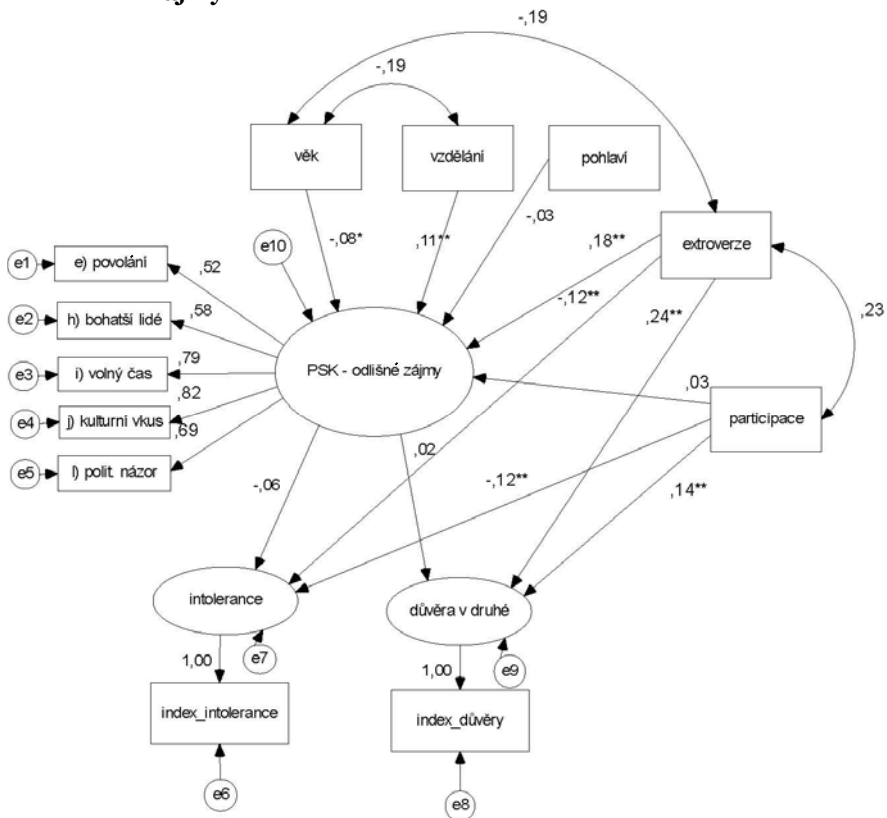 -,19
-,19
věk
vzdělání
pohlaví
extroverze
-,08*
,11**
-,03
,18**
-,12**
,24**
,23
e10
e1
e) povolání
,52
e2
h) bohatší lidé
,58
e3
i) volný čas
,79
e4
j) kulturní vkus
,82
e5
l) polit. názor
,69
PSK - odlišné zájmy
,03
participace
-,06
,02
-,12**
,14**
intolerance
důvěra v druhé
e7
e9
1,00
1,00
index_intolerance
index_důvěry
e6
e8